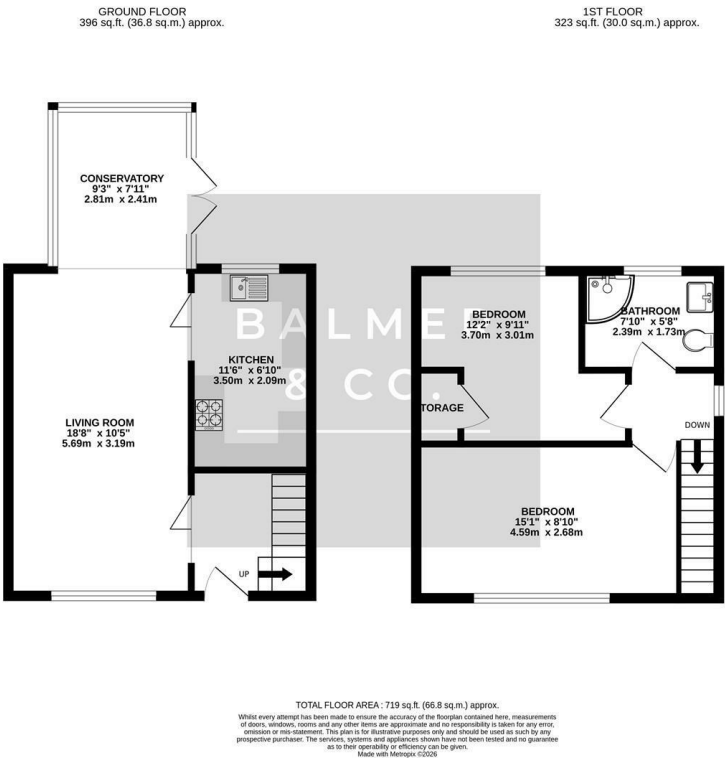 GROUND FLOOR
396 sq.ft. (36.8 sq.m.) approx.
1ST FLOOR
323 sq.ft. (30.0 sq.m.) approx.
CONSERVATORY
9'3" x 7'11"
2.81m x 2.41m
KITCHEN
11'6" x 6'10"
3.50m x 2.09m
LIVING ROOM
18'8" x 10'5"
5.69m x 3.19m
UP
BEDROOM
12'2" x 9'11"
3.70m x 3.01m
BATHROOM
7'10" x 5'8"
2.39m x 1.73m
TORAGE
DOWN
BEDROOM
15'1" x 8'10"
4.59m x 2.68m
BALME
& CO.
TOTAL FLOOR AREA : 719 sq.ft. (66.8 sq.m.) approx.
Whilst every attempt has been made to ensure the accuracy of the floorplan contained here, measurements
of doors, windows, rooms and any other items are approximate and no responsibility is taken for any error,
omission or mis-statement. This plan is for illustrative purposes only and should be used as such by any
prospective purchaser. The services, systems and appliances shown have not been tested and no guarantee
as to their operability or efficiency can be given.
Made with Metropix ©2026